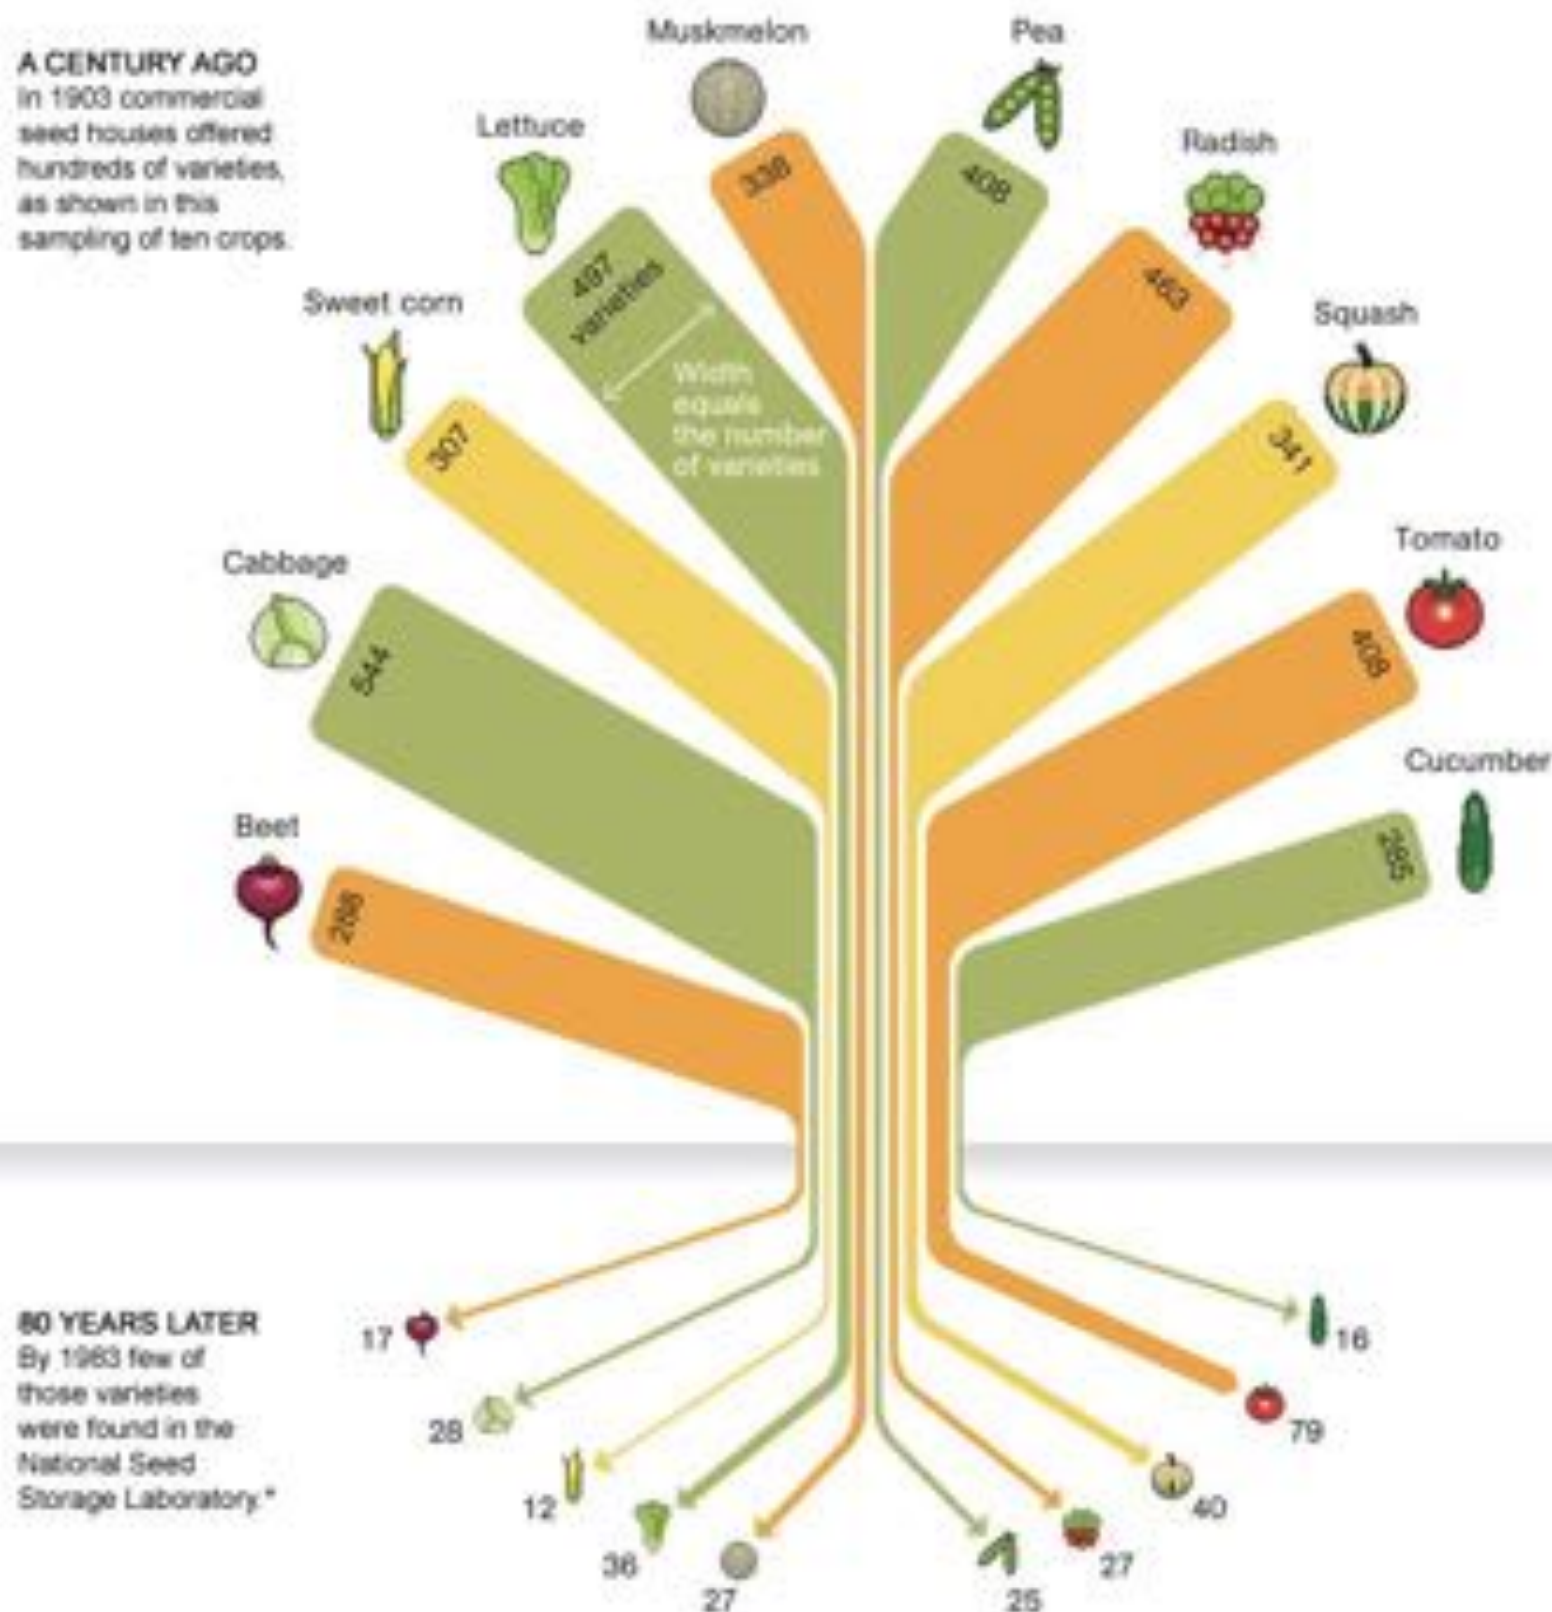 Muskmelon
Pea
A CENTURY AGO
In 1903 commercial
seed houses offered
hundreds of varieties,
as shown in this
sampling of ten crops.
Lettuce
Radish
338
408
497
varieties
463
Sweet corn
Squash
Width
equals
the number
of varieties
307
341
Cabbage
Tomato
544
408
Cucumber
Beet
285
288
80 YEARS LATER
By 1983 few of
those varieties
were found in the
National Seed
Storage Laboratory.*
17
16
28
79
12
40
36
27
27
25